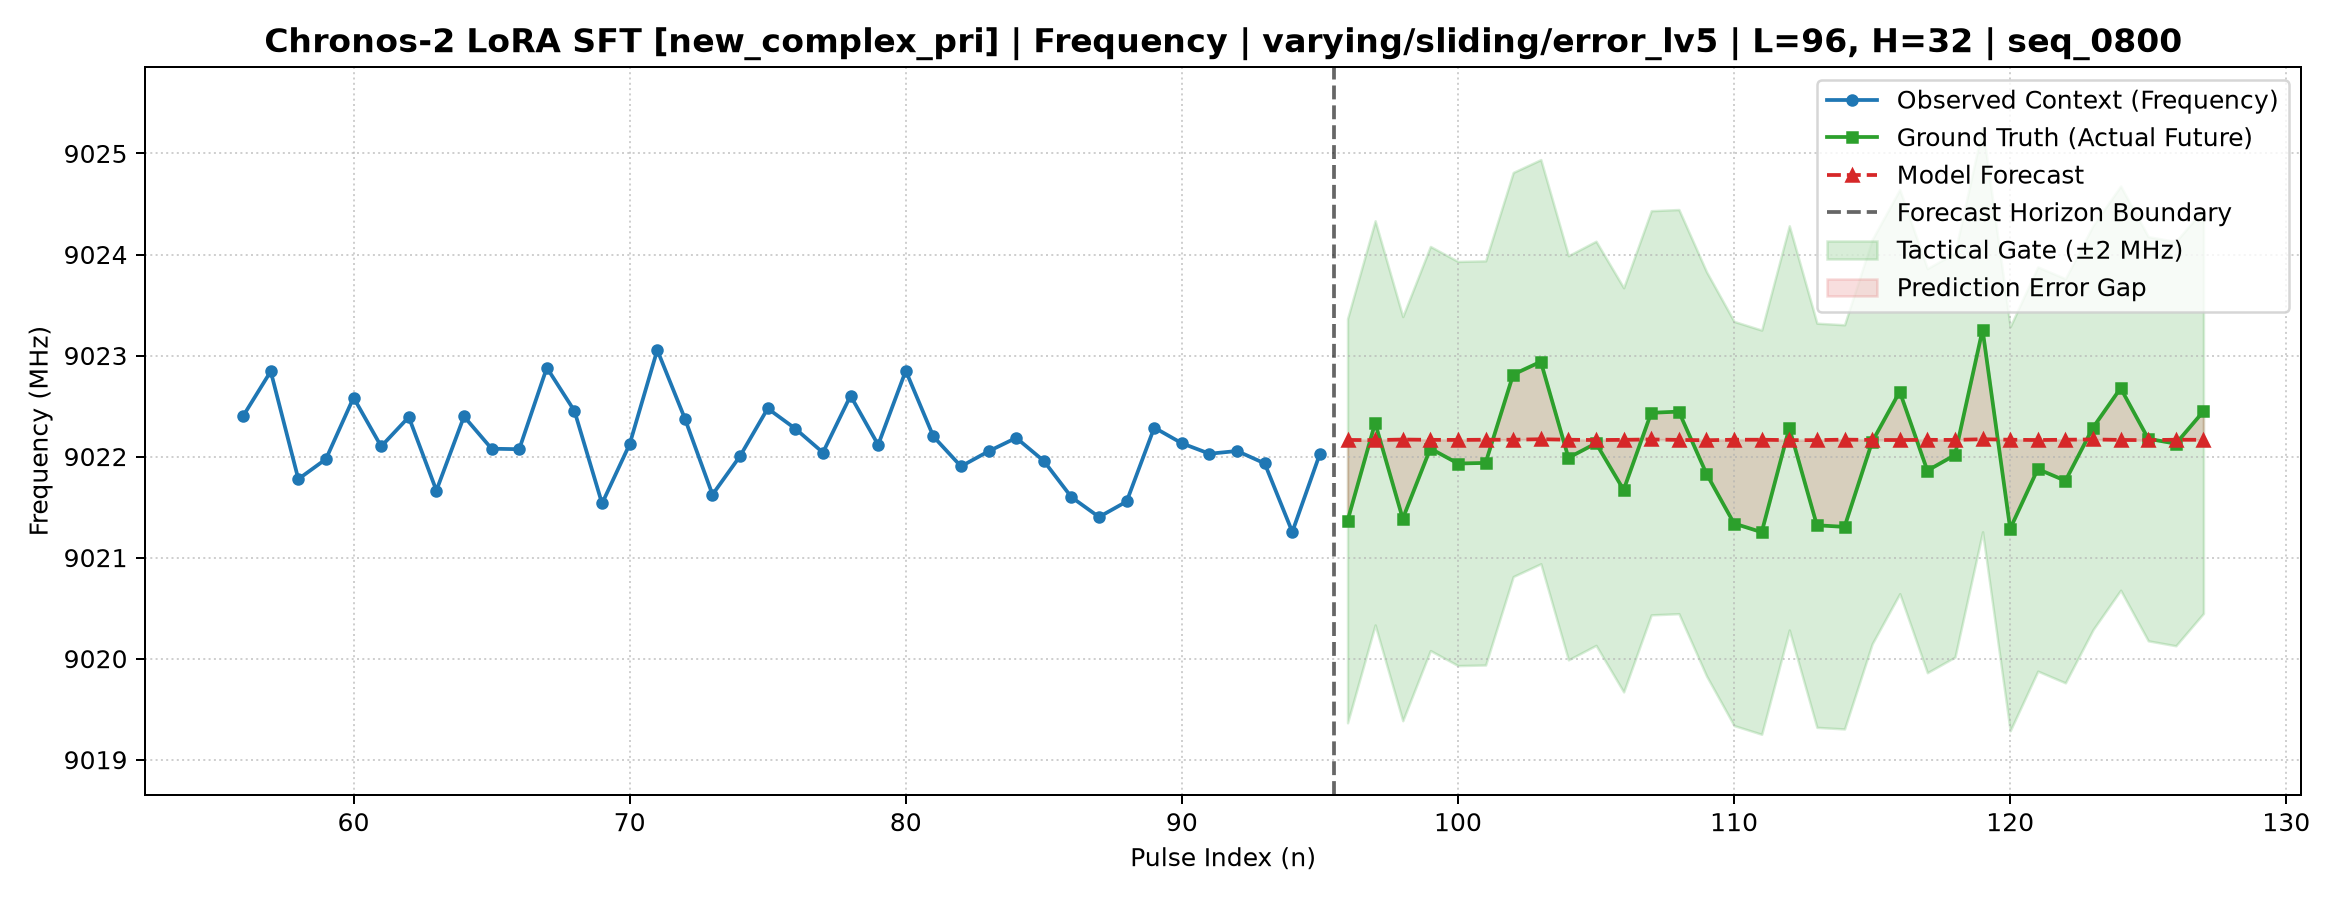 Chronos-2 LoRA SFT [new_complex_pri] | Frequency | varying/sliding/error_lv5 | L=96, H=32 | seq_0800
Observed Context (Frequency)
Ground Truth (Actual Future)
Model Forecast
Forecast Horizon Boundary
Tactical Gate (±2 MHz)
Prediction Error Gap
Frequency (MHz)
9025
9024
9023
9022
9021
9020
9019
60 70 80 90 100 110 120 130
Pulse Index (n)